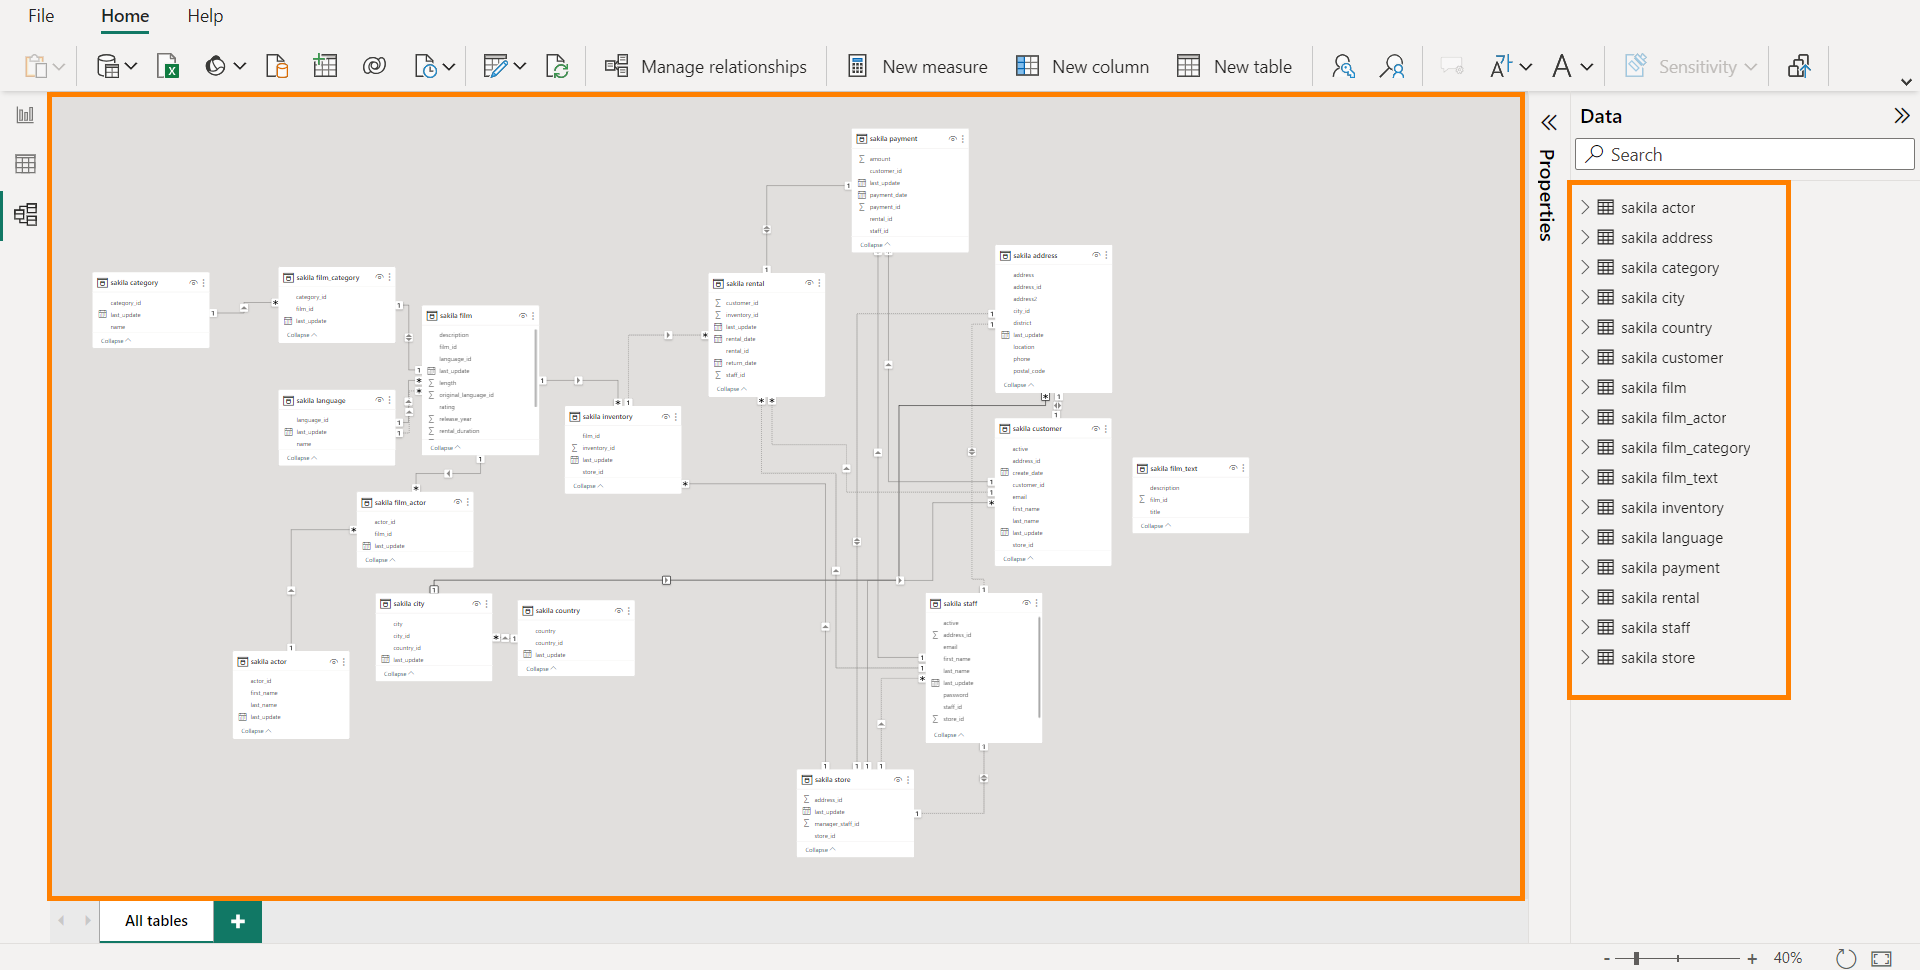 File Home Help
Manage relationships New measure New column New table Sensitivity
sakila payment
amount
customer_id
last_update
payment_date
payment_id
rental_id
staff_id
Collapse
sakila address
address
address_id
address2
city_id
district
last_update
location
phone
postal_code
Collapse
sakila category
category_id
last_update
name
Collapse
sakila film_category
category_id
film_id
last_update
Collapse
sakila film
description
film_id
language_id
last_update
length
original_language_id
rating
release_year
rental_duration
Collapse
sakila rental
customer_id
inventory_id
last_update
rental_date
rental_id
return_date
staff_id
Collapse
sakila language
language_id
last_update
name
Collapse
sakila inventory
film_id
inventory_id
last_update
store_id
Collapse
sakila customer
active
address_id
create_date
customer_id
email
first_name
last_name
last_update
store_id
Collapse
sakila film_text
description
film_id
title
Collapse
sakila film_actor
actor_id
film_id
last_update
Collapse
sakila city
city
city_id
country_id
last_update
Collapse
sakila country
country
country_id
last_update
Collapse
sakila staff
active
address_id
email
first_name
last_name
last_update
password
staff_id
store_id
Collapse
sakila actor
actor_id
first_name
last_name
last_update
Collapse
sakila store
address_id
last_update
manager_staff_id
store_id
Collapse
All tables
Properties
Data
Search
sakila actor
sakila address
sakila category
sakila city
sakila country
sakila customer
sakila film
sakila film_actor
sakila film_category
sakila film_text
sakila inventory
sakila language
sakila payment
sakila rental
sakila staff
sakila store
40%